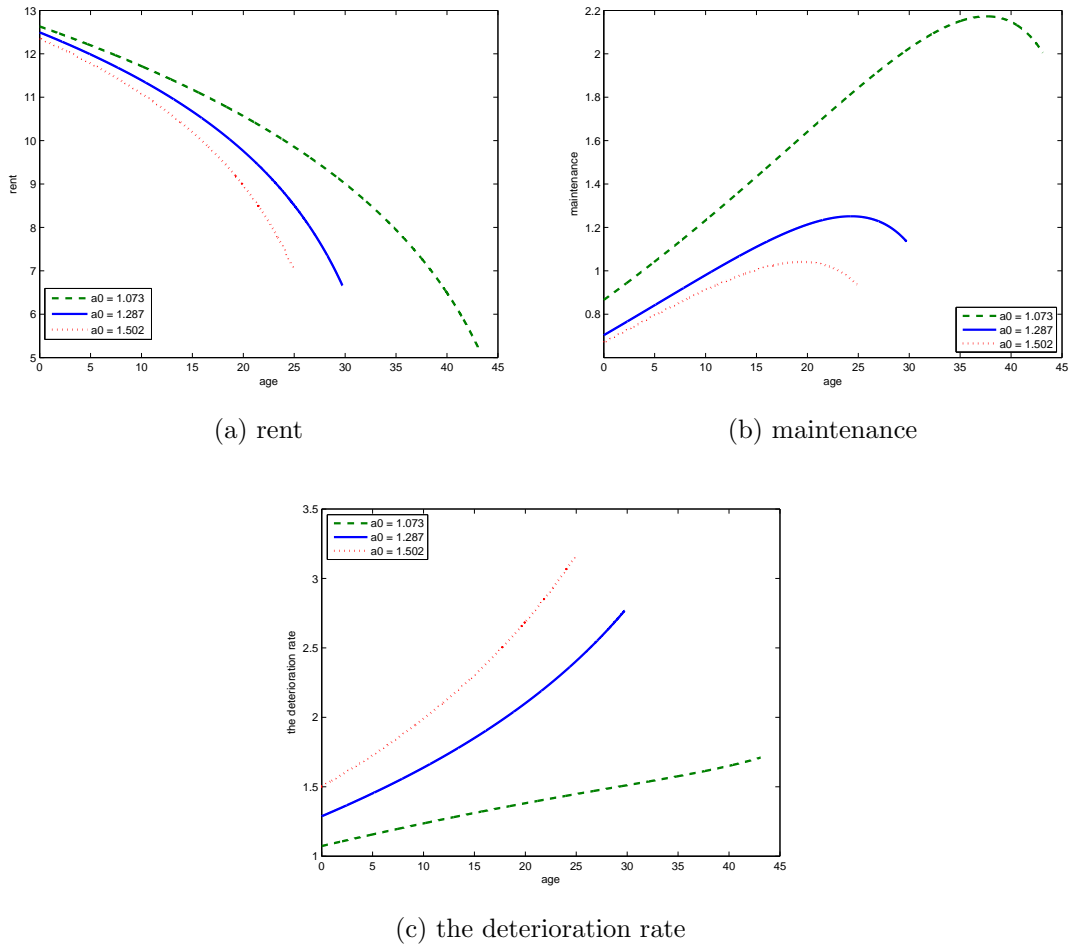 13
12
11
10
9
8
7
6
5
rent
a0 = 1.073
a0 = 1.287
a0 = 1.502
0 5 10 15 20 25 30 35 40 45
age
(a) rent
2.2
2
1.8
1.6
1.4
1.2
1
0.8
maintenance
a0 = 1.073
a0 = 1.287
a0 = 1.502
0 5 10 15 20 25 30 35 40 45
age
(b) maintenance
3.5
3
2.5
2
1.5
1
the deterioration rate
a0 = 1.073
a0 = 1.287
a0 = 1.502
0 5 10 15 20 25 30 35 40 45
age
(c) the deterioration rate